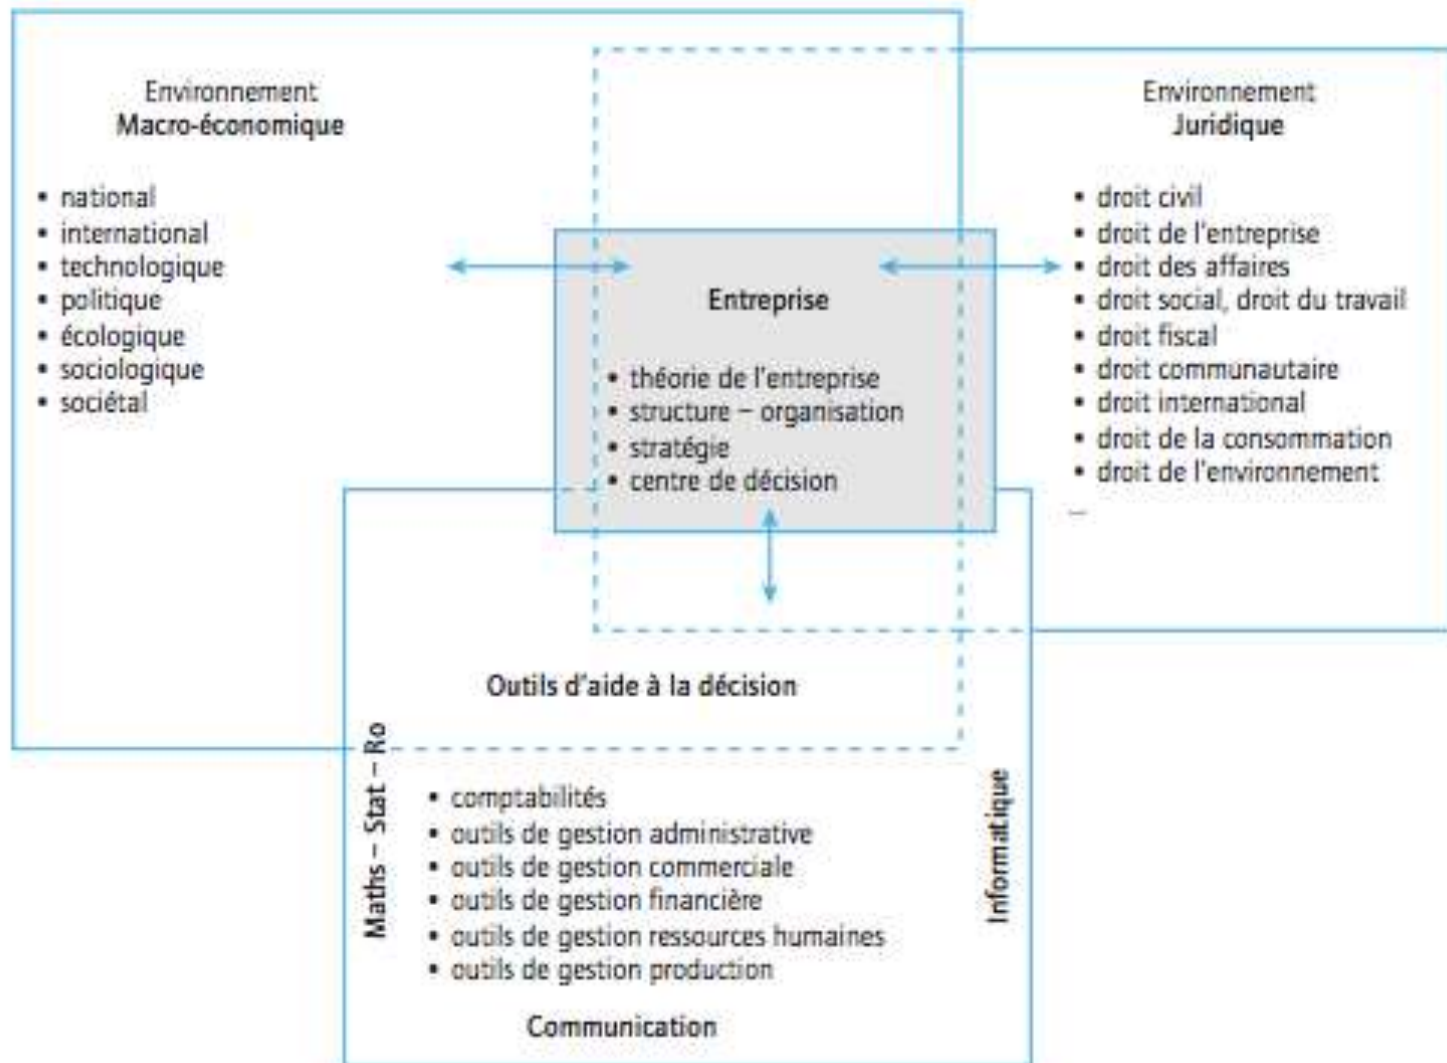 Environnement
Macro-économique
• national
• international
• technologique
• politique
• écologique
• sociologique
• sociétal
Environnement
Juridique
• droit civil
• droit de l'entreprise
• droit des affaires
• droit social, droit du travail
• droit fiscal
• droit communautaire
• droit international
• droit de la consommation
• droit de l'environnement
...
Entreprise
• théorie de l'entreprise
• structure – organisation
• stratégie
• centre de décision
Outils d'aide à la décision
Maths – Stat – Ro
• comptabilités
• outils de gestion administrative
• outils de gestion commerciale
• outils de gestion financière
• outils de gestion ressources humaines
• outils de gestion production
Informatique
Communication